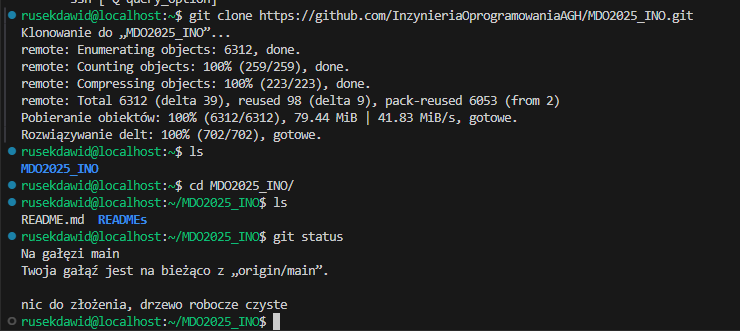 ssh [-Q query_option]
rusekdawid@localhost:~$ git clone https://github.com/InzynieriaOprogramowaniaAGH/MDO2025_INO.git
Klonowanie do „MDO2025_INO”...
remote: Enumerating objects: 6312, done.
remote: Counting objects: 100% (259/259), done.
remote: Compressing objects: 100% (223/223), done.
remote: Total 6312 (delta 39), reused 98 (delta 9), pack-reused 6053 (from 2)
Pobieranie obiektów: 100% (6312/6312), 79.44 MiB | 41.83 MiB/s, gotowe.
Rozwiązywanie delt: 100% (702/702), gotowe.
rusekdawid@localhost:~$ ls
MDO2025_INO
rusekdawid@localhost:~$ cd MDO2025_INO/
rusekdawid@localhost:~/MDO2025_INO$ ls
README.md  READMEs
rusekdawid@localhost:~/MDO2025_INO$ git status
Na gałęzi main
Twoja gałąź jest na bieżąco z „origin/main”.
nic do złożenia, drzewo robocze czyste
rusekdawid@localhost:~/MDO2025_INO$